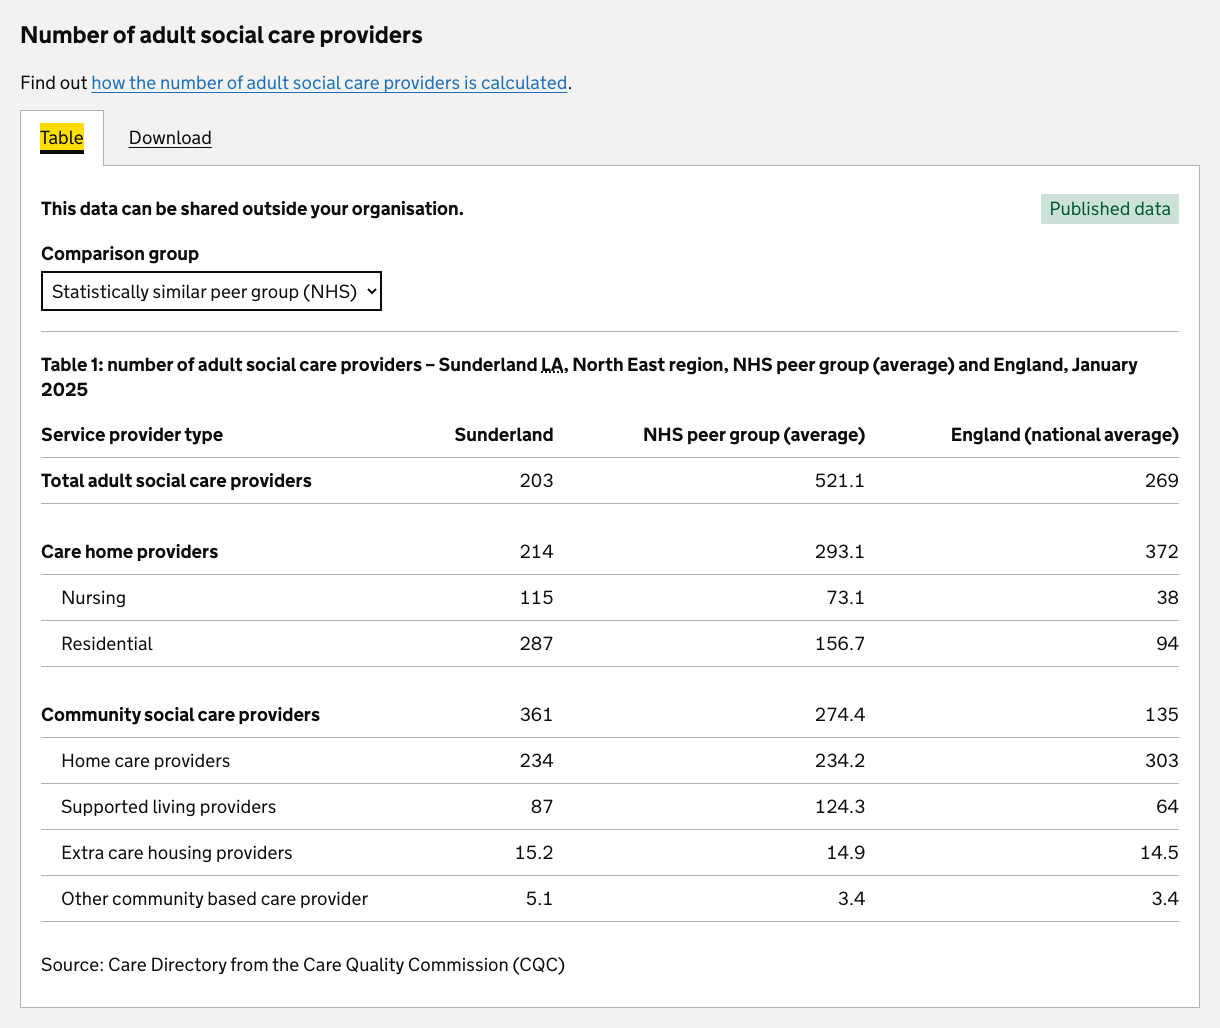 Number of adult social care providers
Find out how the number of adult social care providers is calculated.
Table
Download
This data can be shared outside your organisation.
Published data
Comparison group
Statistically similar peer group (NHS)
Table 1: number of adult social care providers – Sunderland LA, North East region, NHS peer group (average) and England, January
2025
Service provider type Sunderland NHS peer group (average) England (national average)
Total adult social care providers 203 521.1 269
Care home providers 214 293.1 372
Nursing 115 73.1 38
Residential 287 156.7 94
Community social care providers 361 274.4 135
Home care providers 234 234.2 303
Supported living providers 87 124.3 64
Extra care housing providers 15.2 14.9 14.5
Other community based care provider 5.1 3.4 3.4
Source: Care Directory from the Care Quality Commission (CQC)